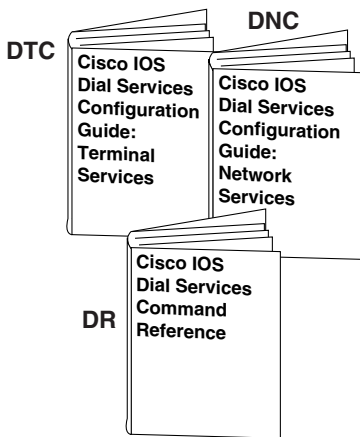 DTC
Cisco IOS
Dial Services
Configuration
Guide:
Terminal
Services
DNC
Cisco IOS
Dial Services
Configuration
Guide:
Network
Services
DR
Cisco IOS
Dial Services
Command
Reference